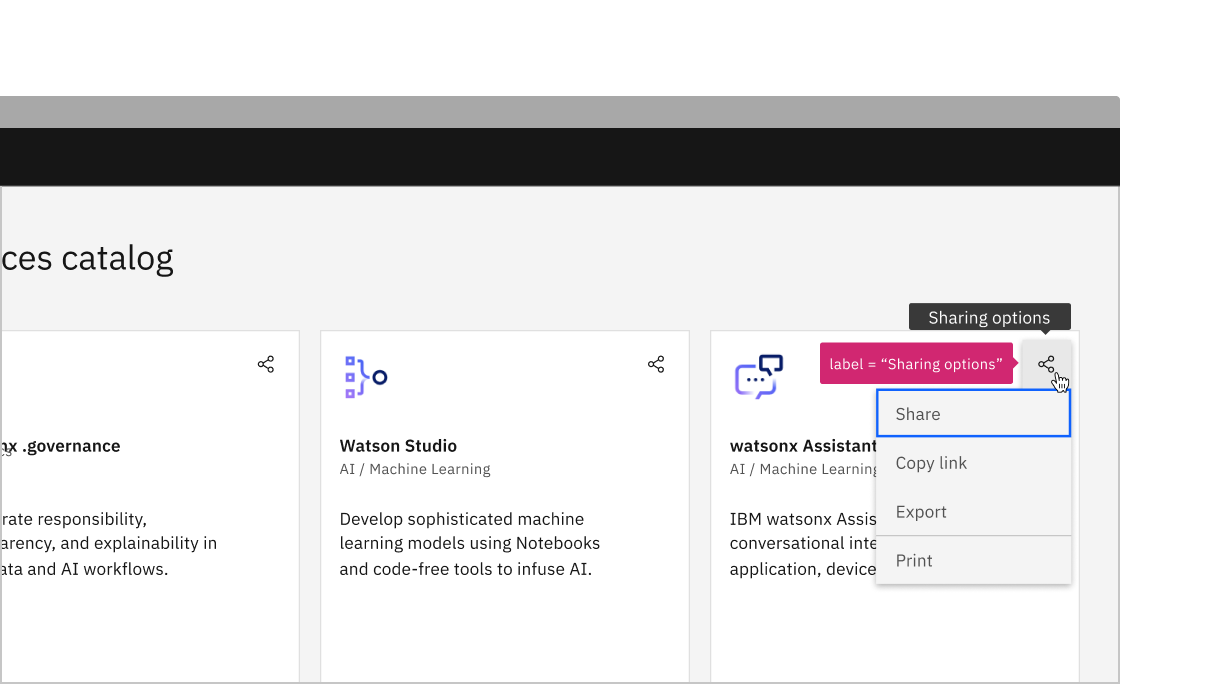 ces catalog
Sharing options
label = “Sharing options”
Share
Copy link
Export
Print
nx .governance
rate responsibility,
arency, and explainability in
ata and AI workflows.
Watson Studio
AI / Machine Learning
Develop sophisticated machine
learning models using Notebooks
and code-free tools to infuse AI.
watsonx Assistant
AI / Machine Learning
IBM watsonx Assis
conversational inte
application, device